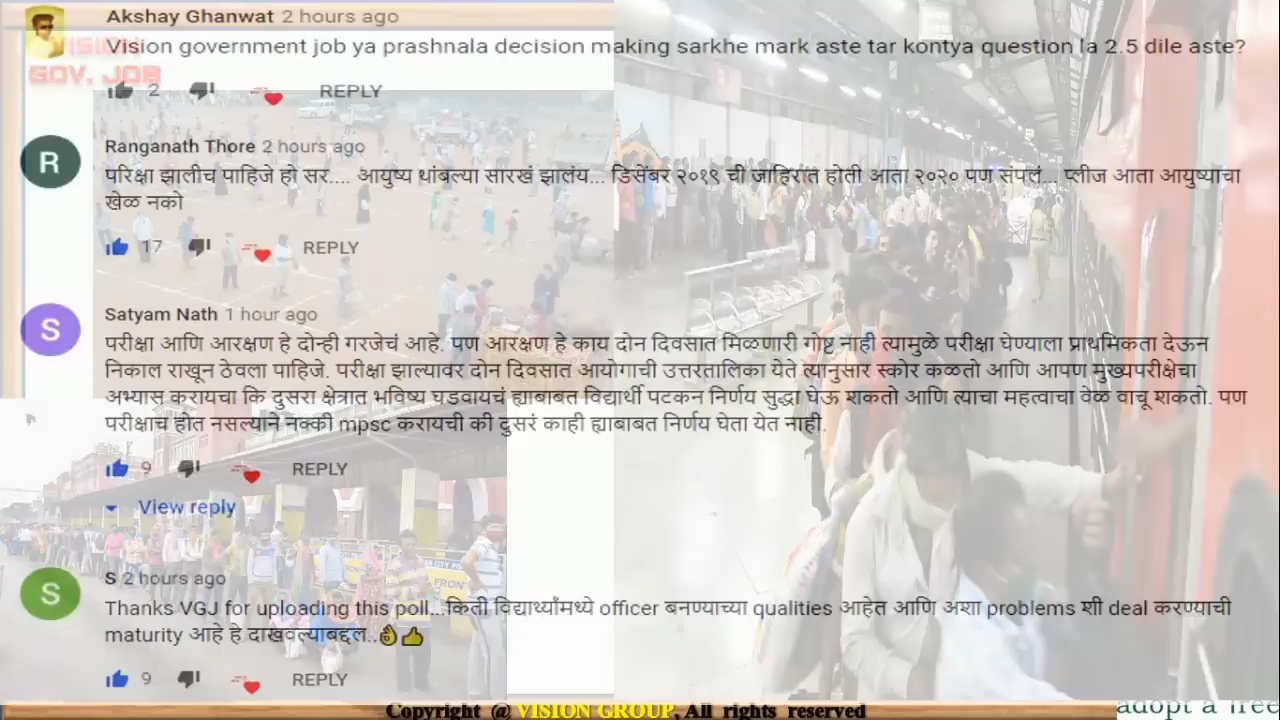 Akshay Ghanwat 2 hours ago
Vision government job ya prashnala decision making sarkhe mark aste tar kontya question la 2.5 dile aste?
VISION
GOV. JOB
2 REPLY
R
Ranganath Thore 2 hours ago
परिक्षा झालीच पाहिजे हो सर.... आयुष्य थांबल्या सारखं झालंय... डिसेंबर २०१९ ची जाहिरात होती आता २०२० पण संपलं... प्लीज आता आयुष्याचा
खेळ नको
17 REPLY
S
Satyam Nath 1 hour ago
परीक्षा आणि आरक्षण हे दोन्ही गरजेचं आहे. पण आरक्षण हे काय दोन दिवसात मिळणारी गोष्ट नाही त्यामुळे परीक्षा घेण्याला प्राथमिकता देऊन
निकाल राखून ठेवला पाहिजे. परीक्षा झाल्यावर दोन दिवसात आयोगाची उत्तरतालिका येते त्यानुसार स्कोर कळतो आणि आपण मुख्यपरीक्षेचा
अभ्यास करायचा कि दुसरा क्षेत्रात भविष्य घडवायचं ह्याबाबत विद्यार्थी पटकन निर्णय सुद्धा घेऊ शकतो आणि त्याचा महत्वाचा वेळ वाचू शकतो. पण
परीक्षाच होत नसल्याने नक्की mpsc करायची की दुसरं काही ह्याबाबत निर्णय घेता येत नाही.
9 REPLY
View reply
S
S 2 hours ago
Thanks VGJ for uploading this poll...किती विद्यार्थ्यांमध्ये officer बनण्याच्या qualities आहेत आणि अशा problems शी deal करण्याची
maturity आहे हे दाखवल्याबद्दल..👌👍
9 REPLY
Copyright @ VISION GROUP, All rights reserved
adopt a free